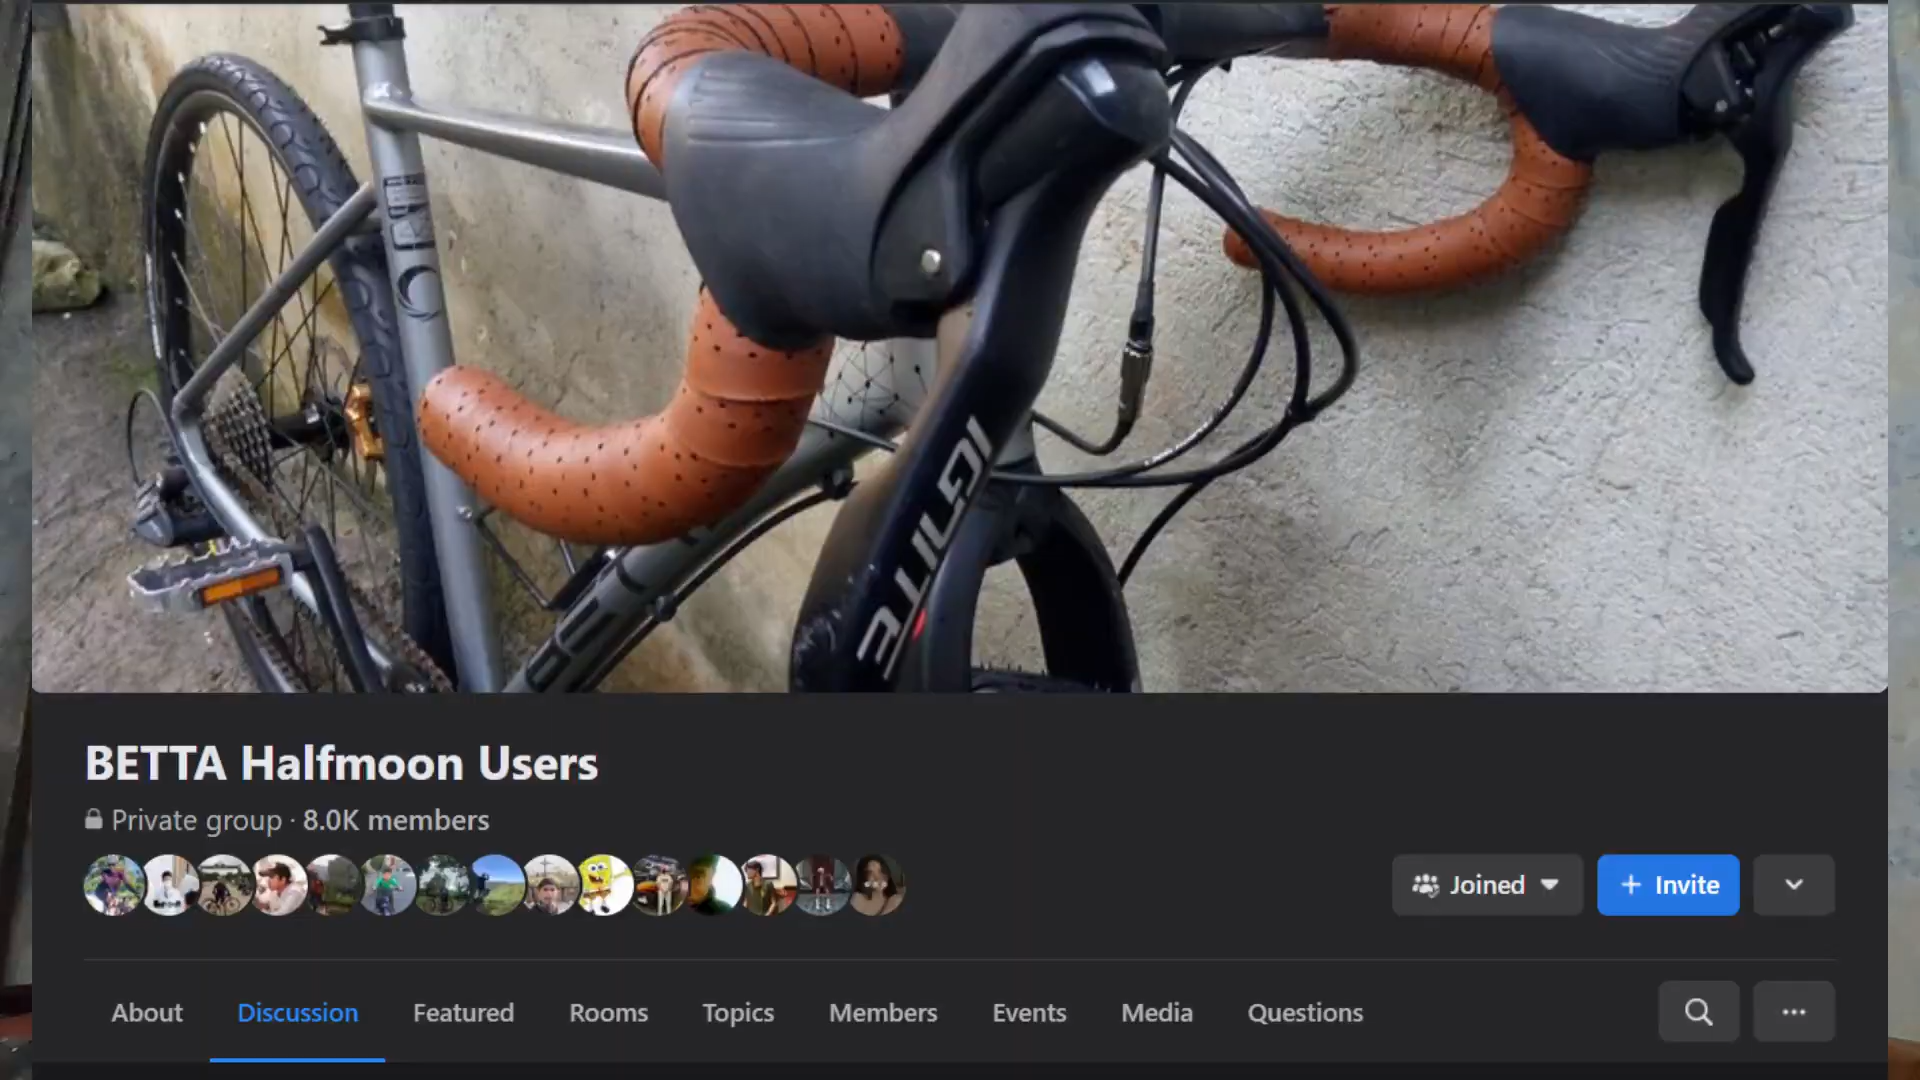 IGNITE
BETTA Halfmoon Users
Private group · 8.0K members
Joined
+ Invite
About
Discussion
Featured
Rooms
Topics
Members
Events
Media
Questions